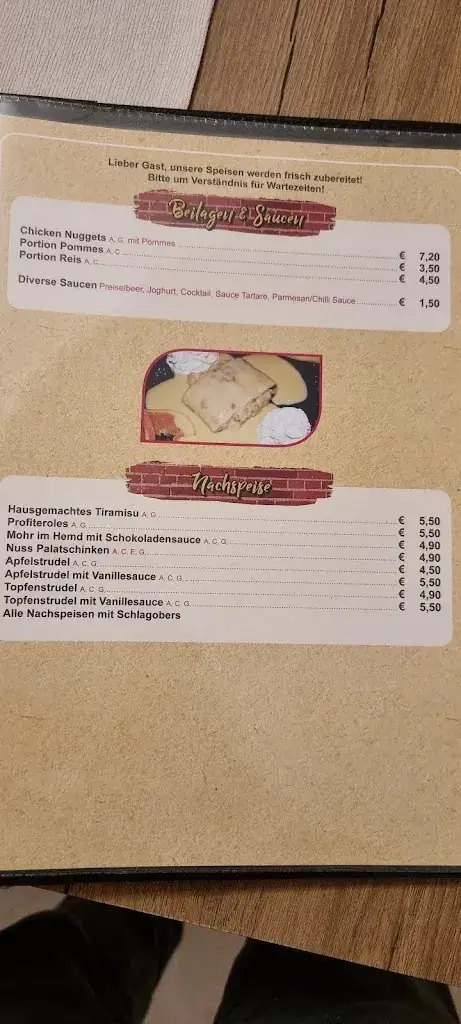 Lieber Gast, unsere Speisen werden frisch zubereitet!
Bitte um Verständnis für Wartezeiten!
Beilagen & Saucen
Chicken Nuggets A, G, mit Pommes € 7,20
Portion Pommes A, C € 3,50
Portion Reis A, C € 4,50
Diverse Saucen Preiselbeer, Joghurt, Cocktail, Sauce Tartare, Parmesan/Chilli Sauce € 1,50
Nachspeise
Hausgemachtes Tiramisu A, G, € 5,50
Profiteroles A, G, € 5,50
Mohr im Hemd mit Schokoladensauce A, C, G, € 4,90
Nuss Palatschinken A, C, E, G, € 4,90
Apfelstrudel A, C, G, € 4,50
Apfelstrudel mit Vanillesauce A, C, G, € 5,50
Topfenstrudel A, C, G, € 4,90
Topfenstrudel mit Vanillesauce A, C, G, € 5,50
Alle Nachspeisen mit Schlagobers